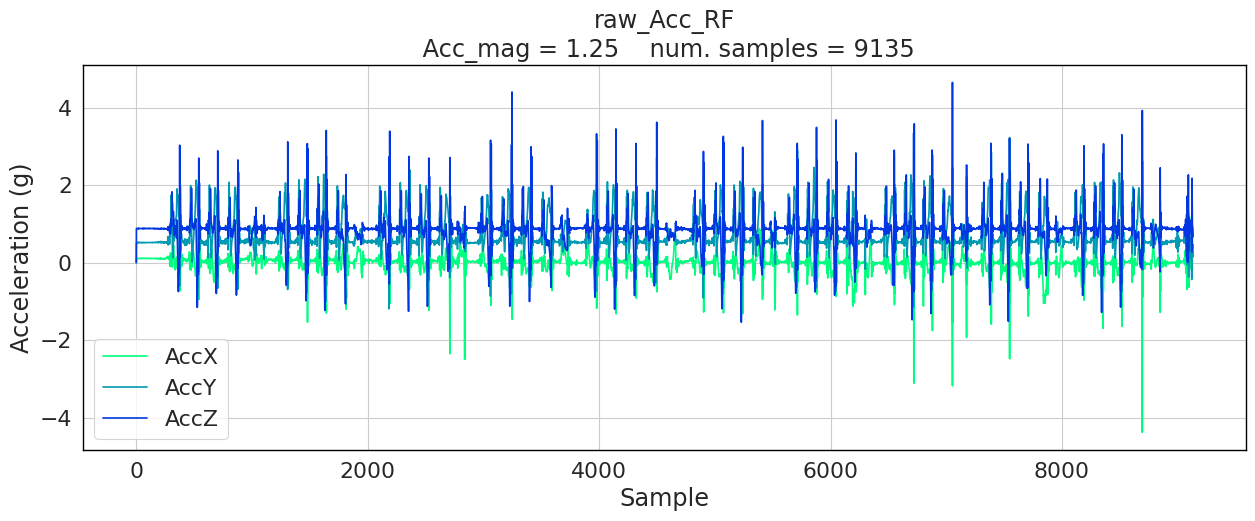 raw_Acc_RF
Acc_mag = 1.25    num. samples = 9135
Acceleration (g)
4
2
0
−2
−4
AccX
AccY
AccZ
0 2000 4000 6000 8000
Sample